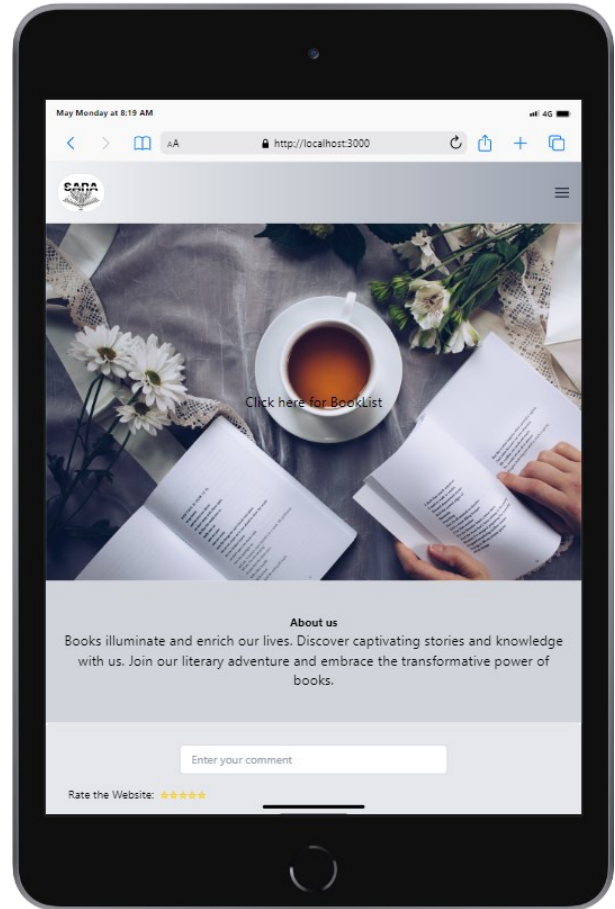 May Monday at 8:19 AM
4G
AA
http://localhost:3000
Click here for BookList
About us
Books illuminate and enrich our lives. Discover captivating stories and knowledge
with us. Join our literary adventure and embrace the transformative power of
books.
Enter your comment
Rate the Website: